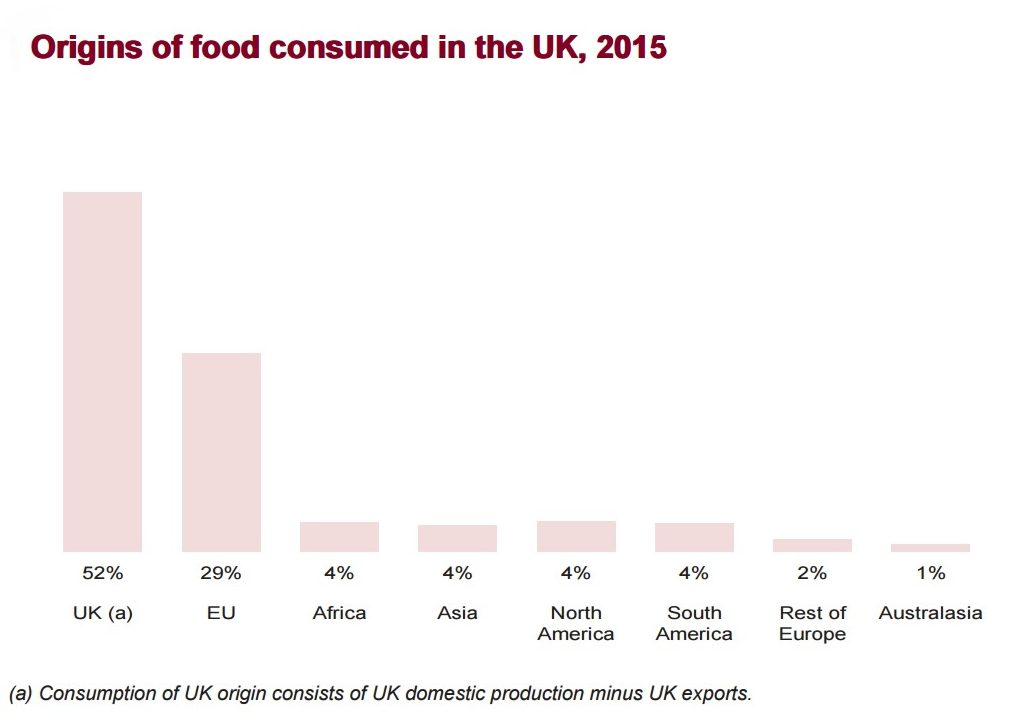 Origins of food consumed in the UK, 2015
52% 29% 4% 4% 4% 4% 2% 1%
UK (a) EU Africa Asia North America South America Rest of Europe Australasia
(a) Consumption of UK origin consists of UK domestic production minus UK exports.